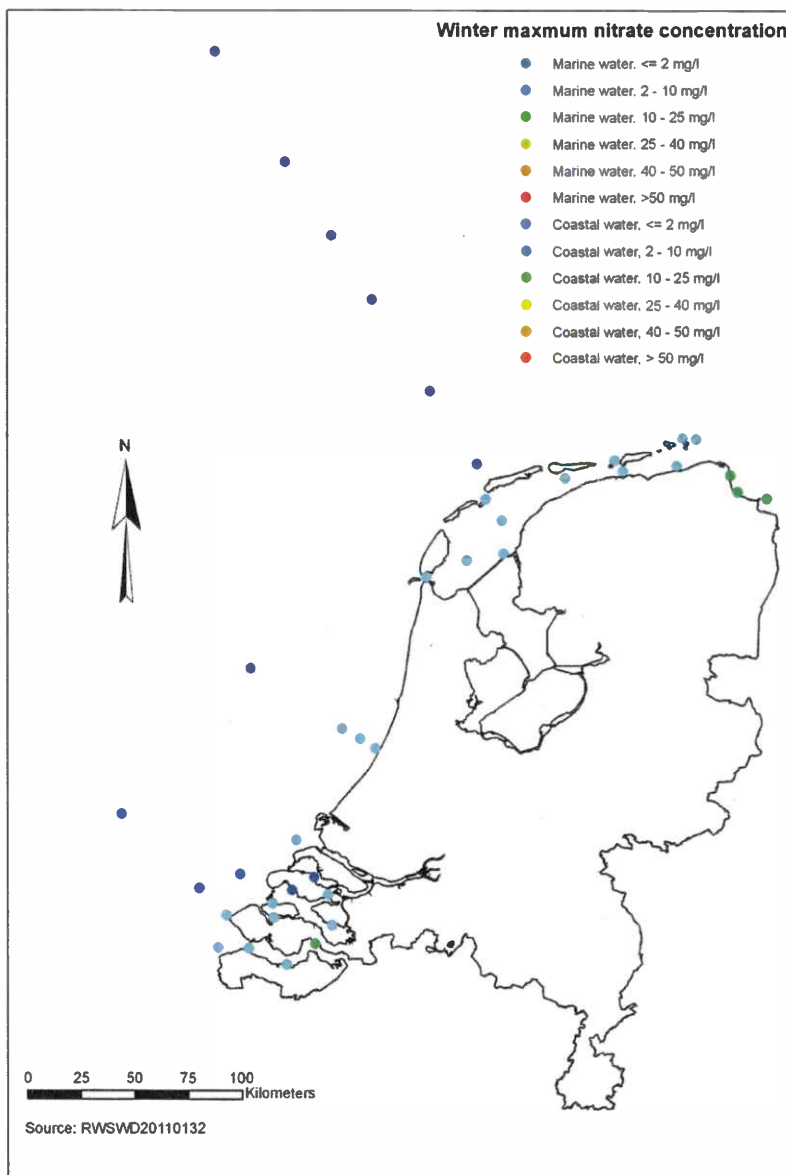 Winter maxmum nitrate concentration
Marine water. <= 2 mg/l
Marine water. 2 - 10 mg/l
Marine water. 10 - 25 mg/l
Marine water. 25 - 40 mg/l
Marine water. 40 - 50 mg/l
Marine water. >50 mg/l
Coastal water, <= 2 mg/l
Coastal water, 2 - 10 mg/l
Coastal water. 10 - 25 mg/l
Coastal water. 25 - 40 mg/l
Coastal water, 40 - 50 mg/l
Coastal water, > 50 mg/l
N
0 25 50 75 100
Kilometers
Source: RWSWD20110132